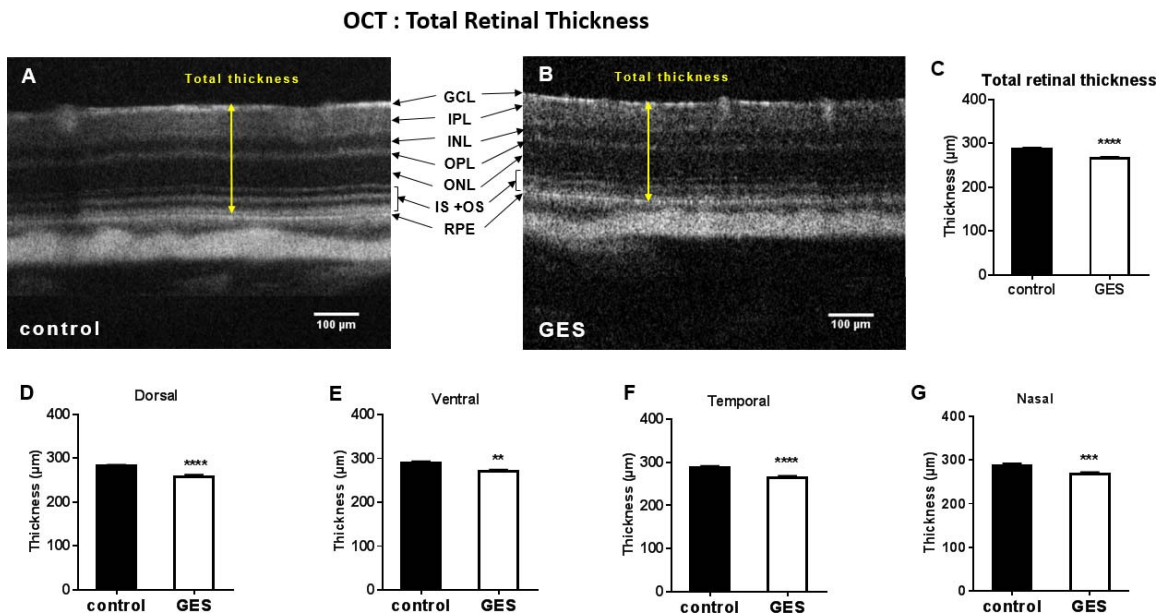 OCT : Total Retinal Thickness
A
Total thickness
control
100 µm
GCL
IPL
INL
OPL
ONL
IS +OS
RPE
B
Total thickness
GES
100 µm
C
Total retinal thickness
Thickness (µm)
400
300
200
100
0
****
control GES
D
Dorsal
Thickness (µm)
400
300
200
100
0
****
control GES
E
Ventral
Thickness (µm)
400
300
200
100
0
**
control GES
F
Temporal
Thickness (µm)
400
300
200
100
0
****
control GES
G
Nasal
Thickness (µm)
400
300
200
100
0
***
control GES